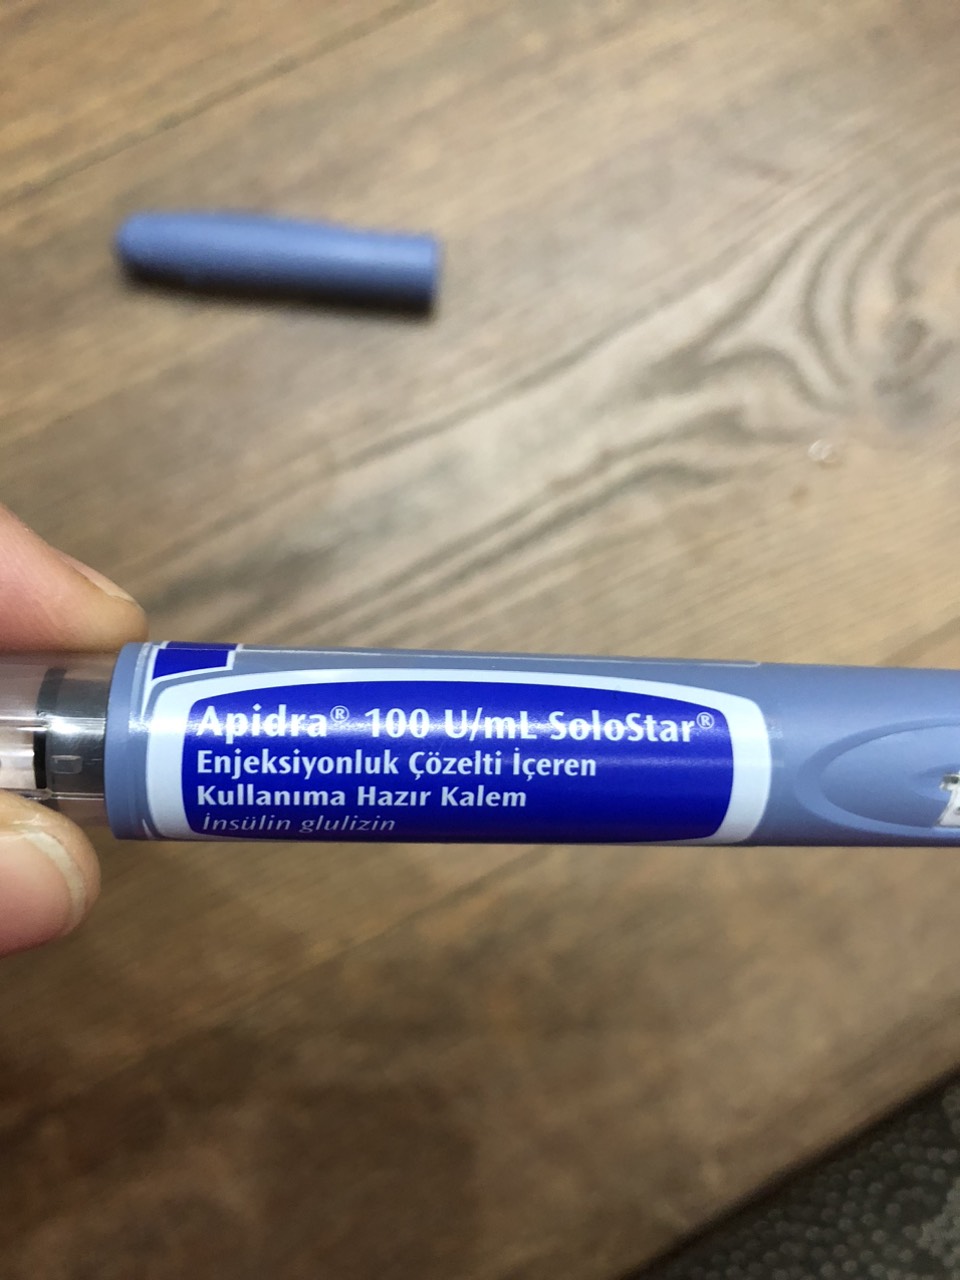 Apidra® 100 U/mL SoloStar®
Enjeksiyonluk Çözelti İçeren
Kullanıma Hazır Kalem
İnsülin glulizin